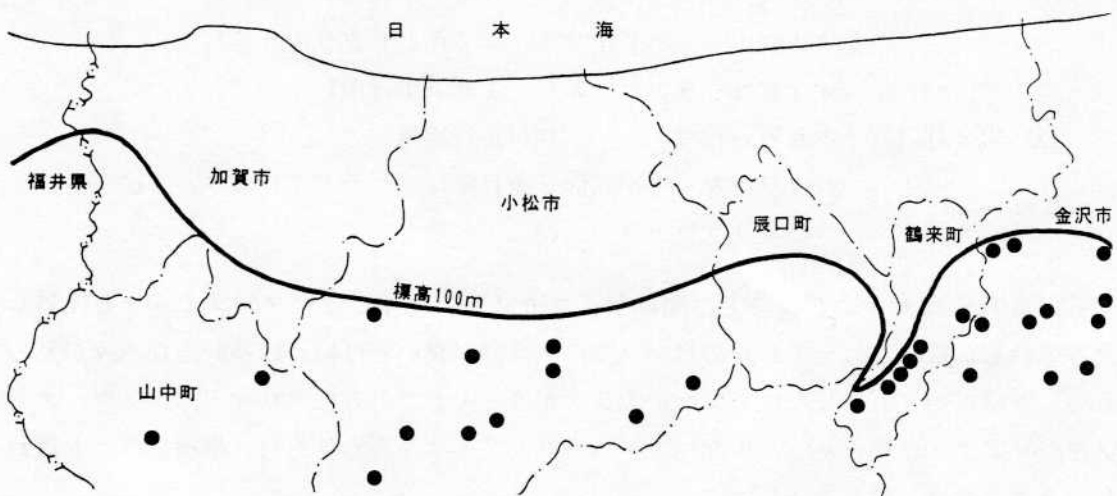 日本海
福井県
加賀市
小松市
辰口町
鶴来町
金沢市
標高100m
山中町